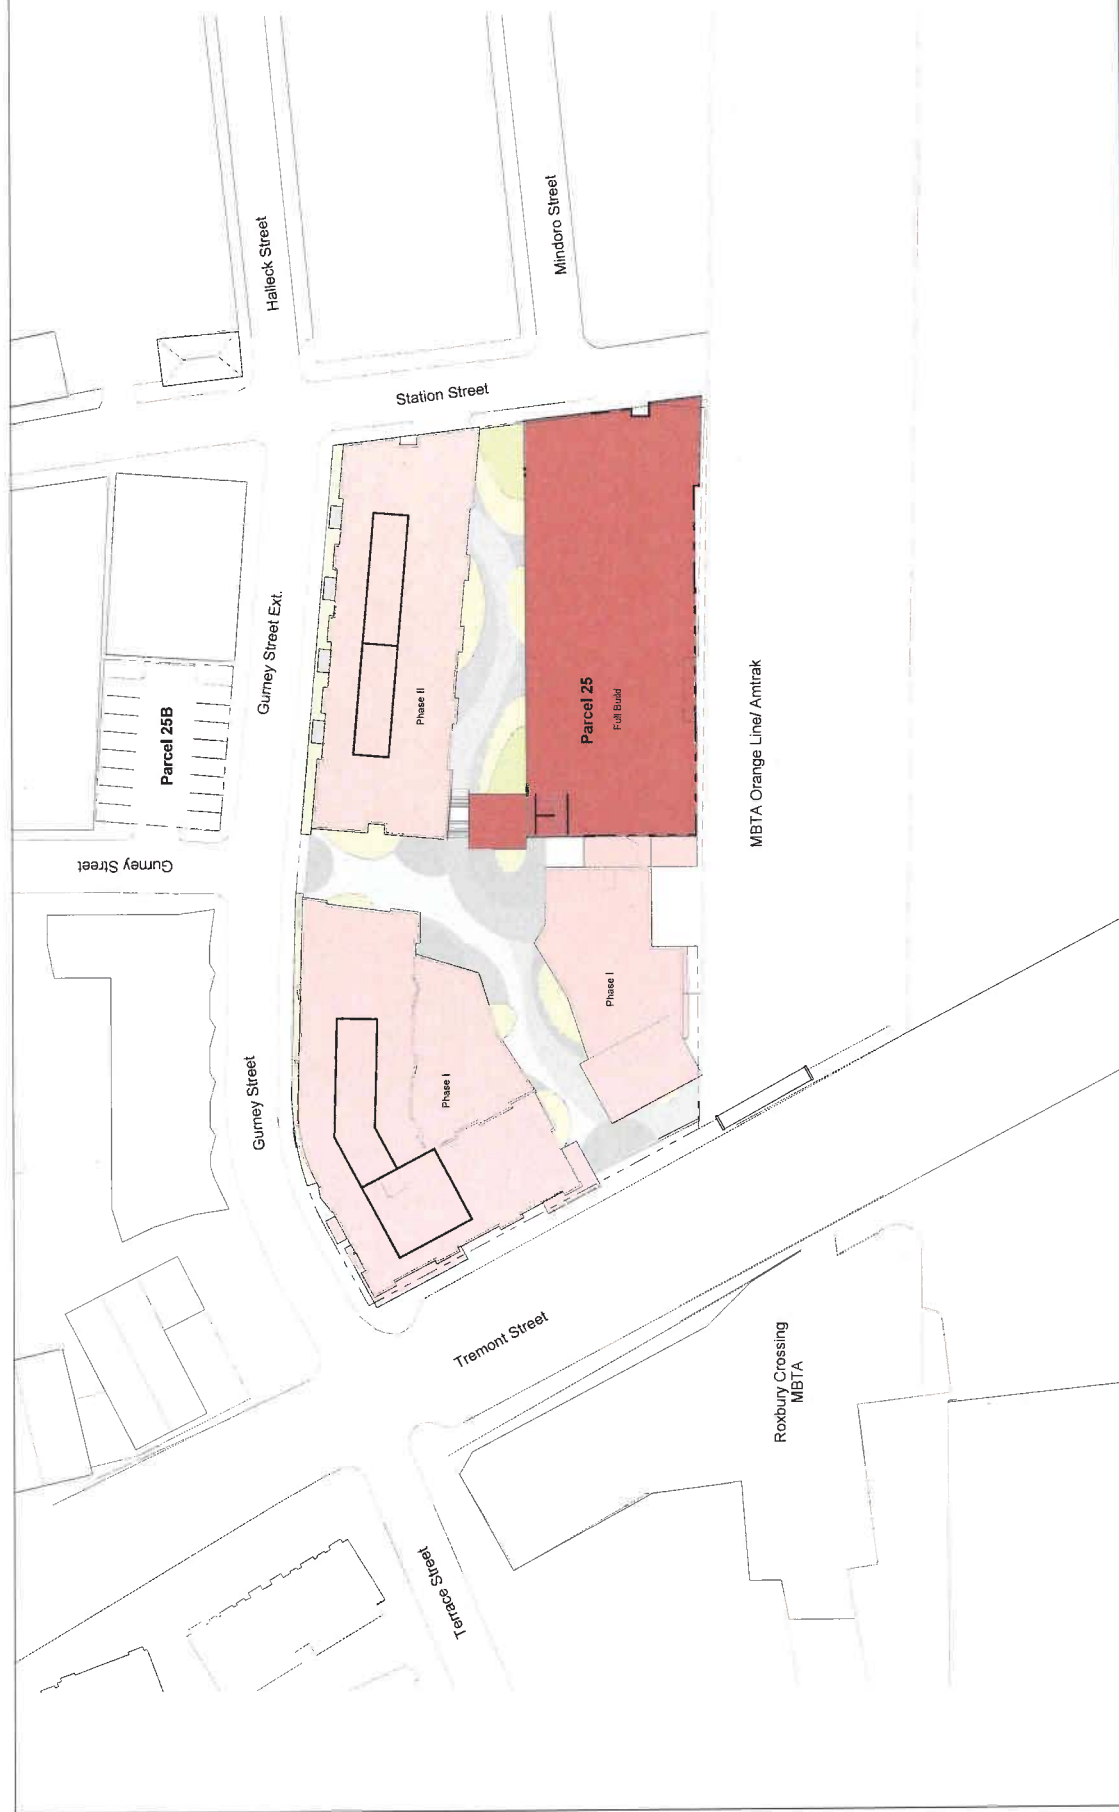 Halleck Street
Mindoro Street
Station Street
Gurney Street Ext.
Parcel 25B
Gurney Street
Phase II
Parcel 25
Full Build
MBTA Orange Line/ Amtrak
Phase I
Phase I
Gurney Street
Tremont Street
Roxbury Crossing
MBTA
Terrace Street